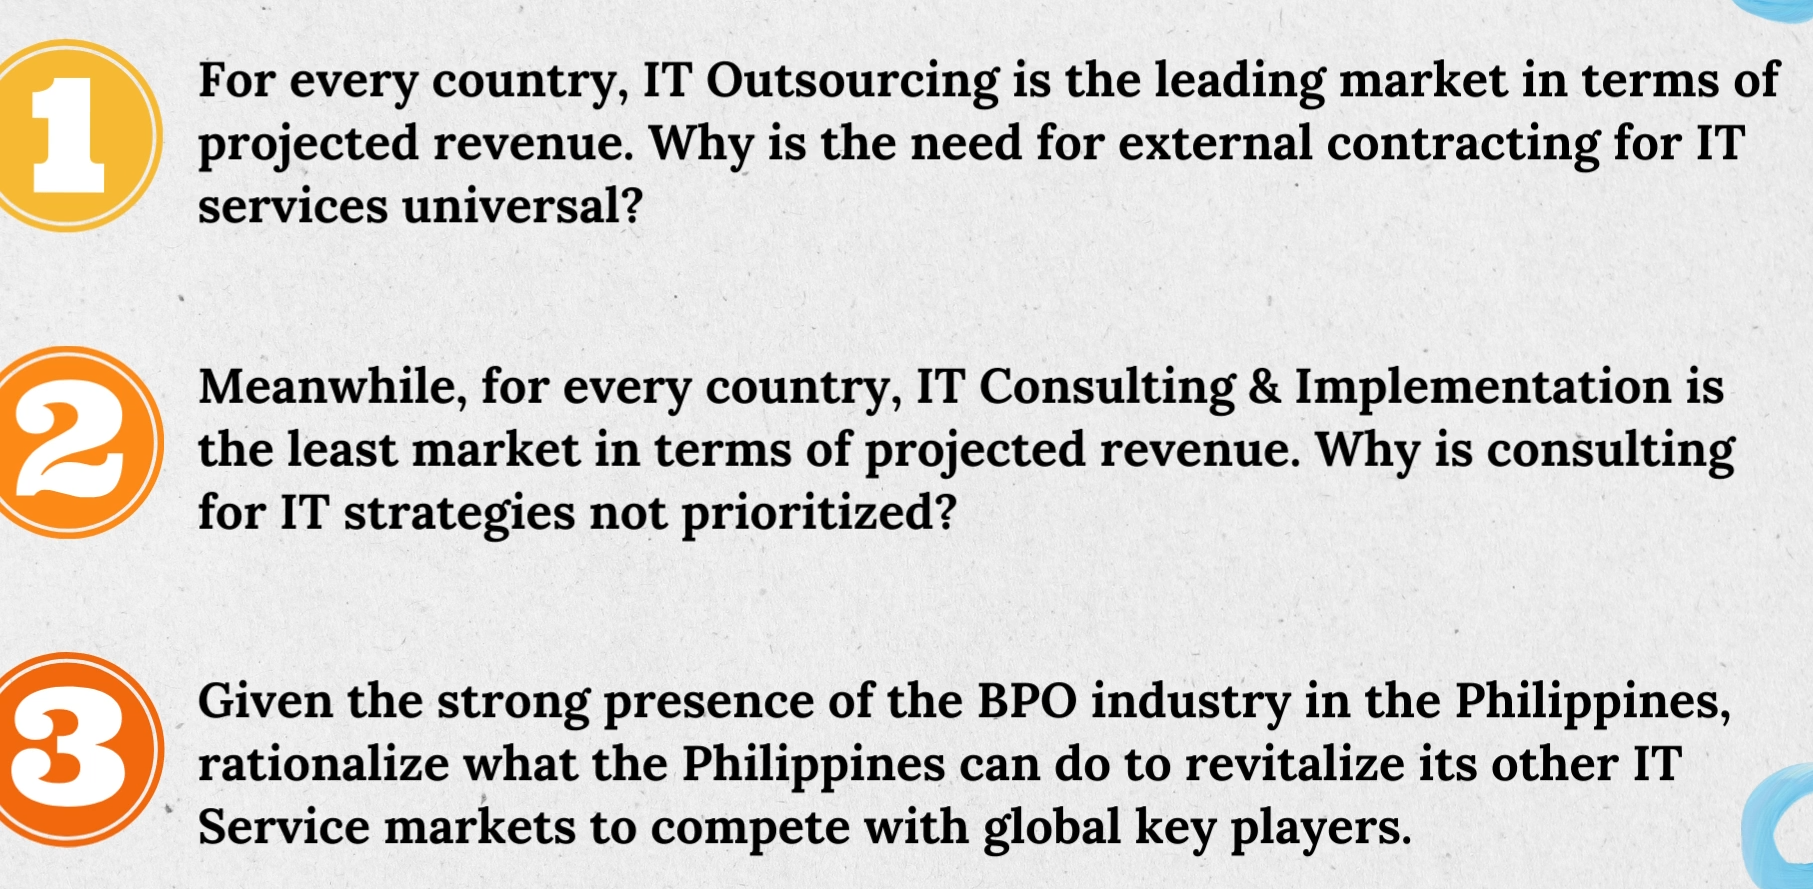 1
For every country, IT Outsourcing is the leading market in terms of
projected revenue. Why is the need for external contracting for IT
services universal?
2
Meanwhile, for every country, IT Consulting & Implementation is
the least market in terms of projected revenue. Why is consulting
for IT strategies not prioritized?
3
Given the strong presence of the BPO industry in the Philippines,
rationalize what the Philippines can do to revitalize its other IT
Service markets to compete with global key players.